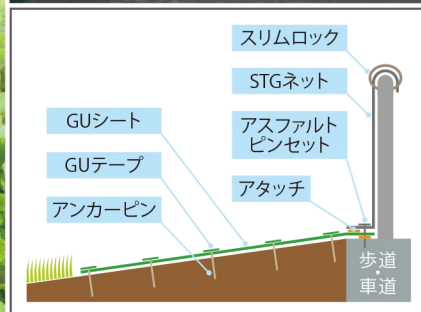 スリムロック
STGネット
GUシート
アスファルト
ピンセット
GUテープ
アタッチ
アンカーピン
歩道
・
車道